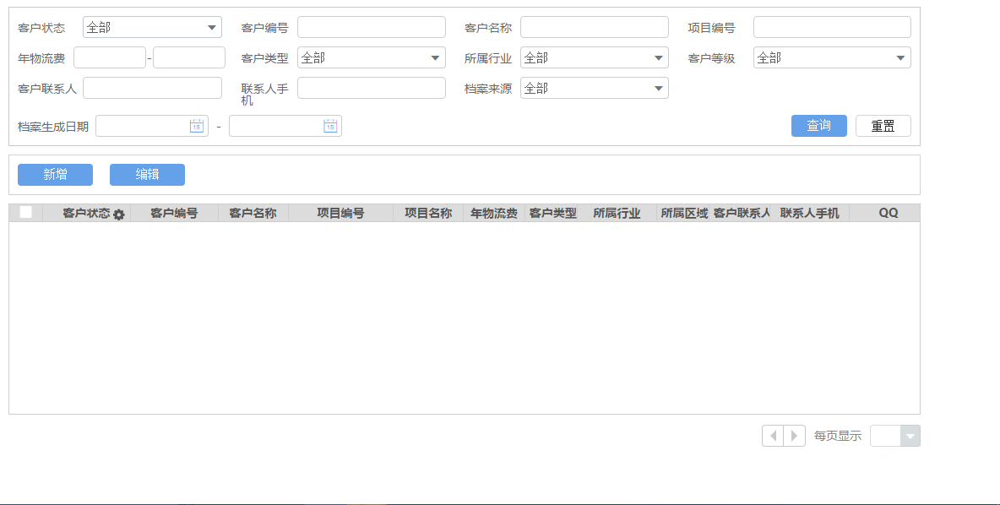 客户状态 全部 客户编号 客户名称 项目编号
年物流费 - 客户类型 全部 所属行业 全部 客户等级 全部
客户联系人 联系人手机 档案来源 全部
档案生成日期 15 - 15 查询 重置
新增 编辑
客户状态 客户编号 客户名称 项目编号 项目名称 年物流费 客户类型 所属行业 所属区域 客户联系人 联系人手机 QQ
每页显示